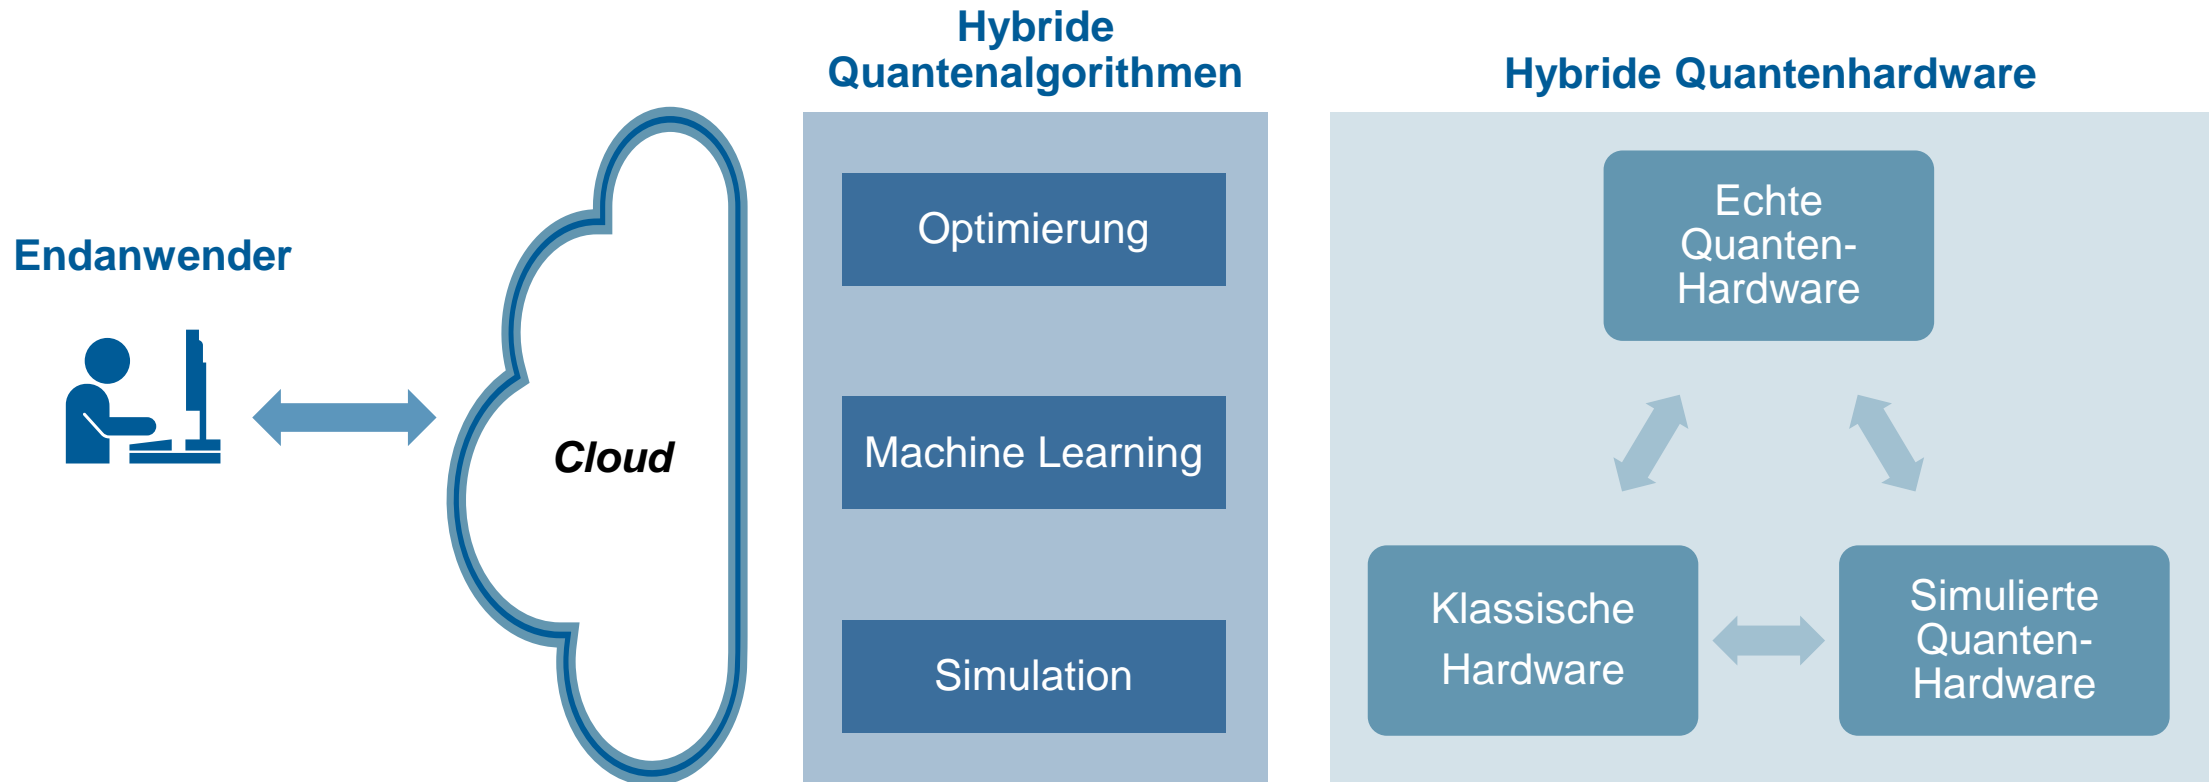 Endanwender
Cloud
Hybride
Quantenalgorithmen
Optimierung
Machine Learning
Simulation
Hybride Quantenhardware
Echte
Quanten-
Hardware
Klassische
Hardware
Simulierte
Quanten-
Hardware